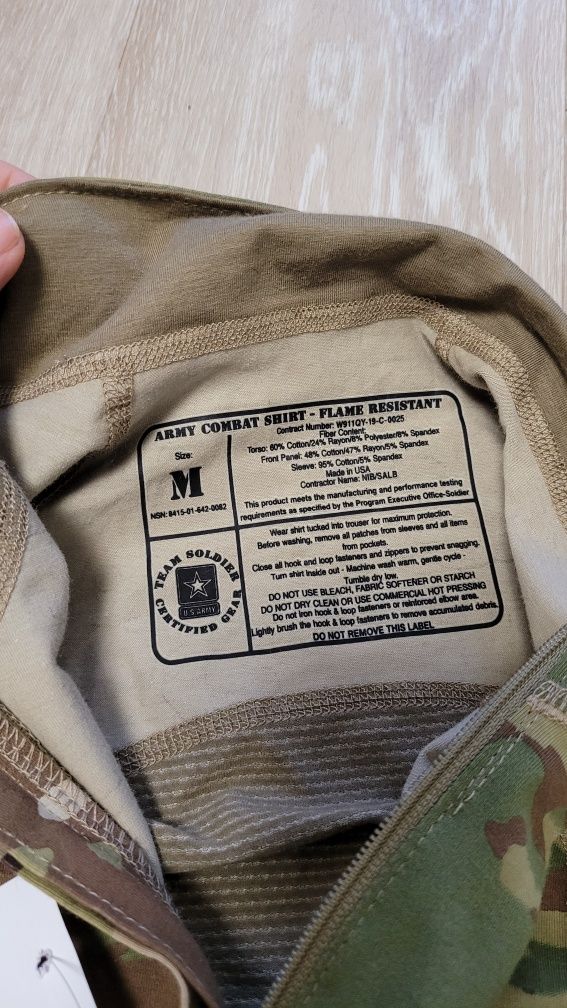 ARMY COMBAT SHIRT - FLAME RESISTANT
Size:
M
NSN: 8415-01-642-0082
Contract Number: W911QY-19-C-0025
Fiber Content:
Torso: 60% Cotton/24% Rayon/8% Polyester/8% Spandex
Front Panel: 48% Cotton/47% Rayon/5% Spandex
Sleeve: 95% Cotton/5% Spandex
Made in USA
Contractor Name: NIB/SALB
This product meets the manufacturing and performance testing
requirements as specified by the Program Executive Office-Soldier
TEAM SOLDIER
U.S ARMY
CERTIFIED GEAR
Wear shirt tucked into trouser for maximum protection.
Before washing, remove all patches from sleeves and all items
from pockets.
Close all hook and loop fasteners and zippers to prevent snagging.
Turn shirt inside out - Machine wash warm, gentle cycle -
Tumble dry low.
DO NOT USE BLEACH, FABRIC SOFTENER OR STARCH
DO NOT DRY CLEAN OR USE COMMERCIAL HOT PRESSING
Do not iron hook & loop fasteners or reinforced elbow area.
Lightly brush the hook & loop fasteners to remove accumulated debris.
DO NOT REMOVE THIS LABEL